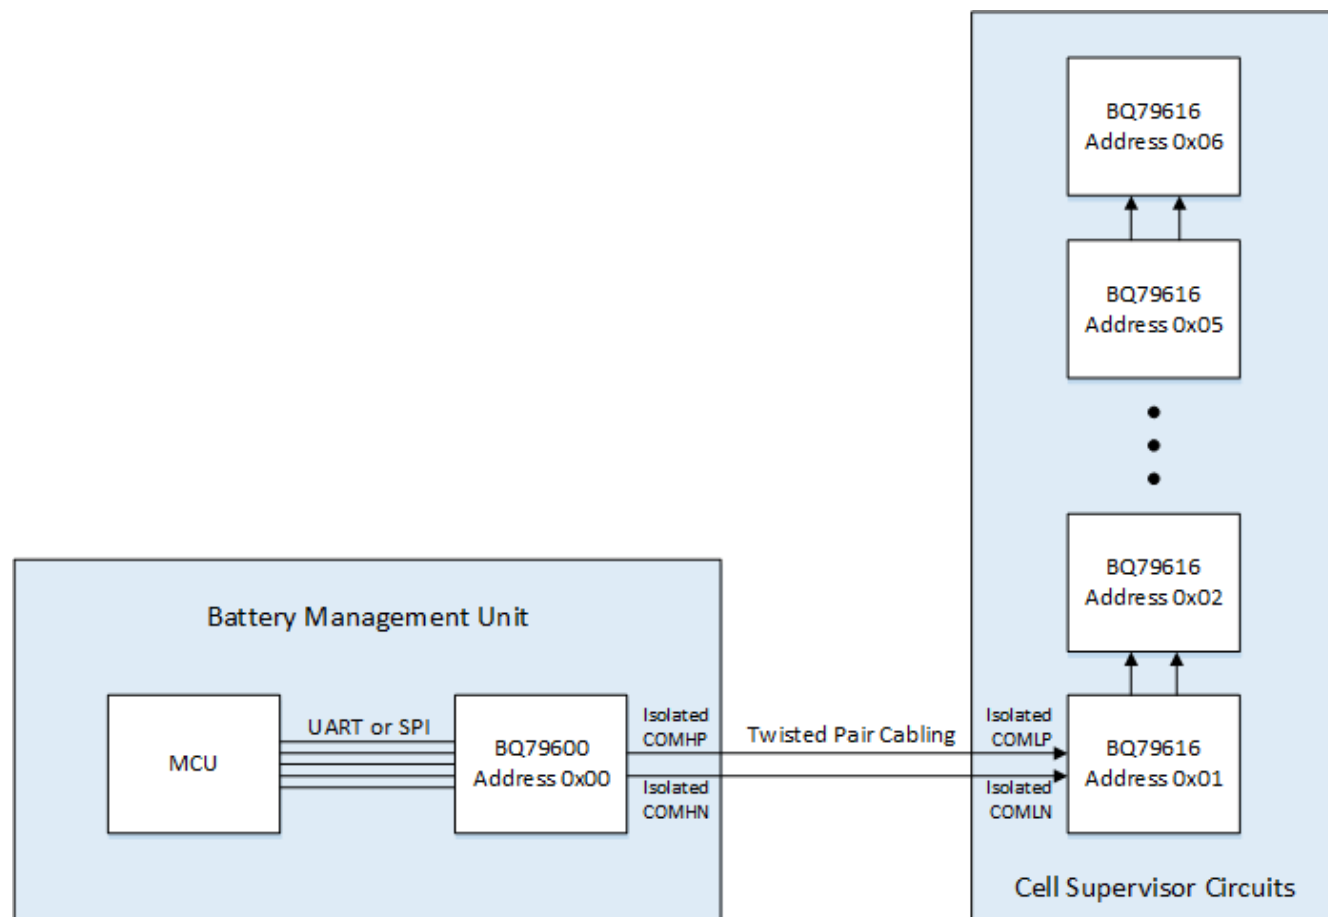 BQ79616
Address 0x06
BQ79616
Address 0x05
BQ79616
Address 0x02
Battery Management Unit
MCU
UART or SPI
BQ79600
Address 0x00
Isolated
COMHP
Isolated
COMHN
Twisted Pair Cabling
Isolated
COMLP
Isolated
COMLN
BQ79616
Address 0x01
Cell Supervisor Circuits